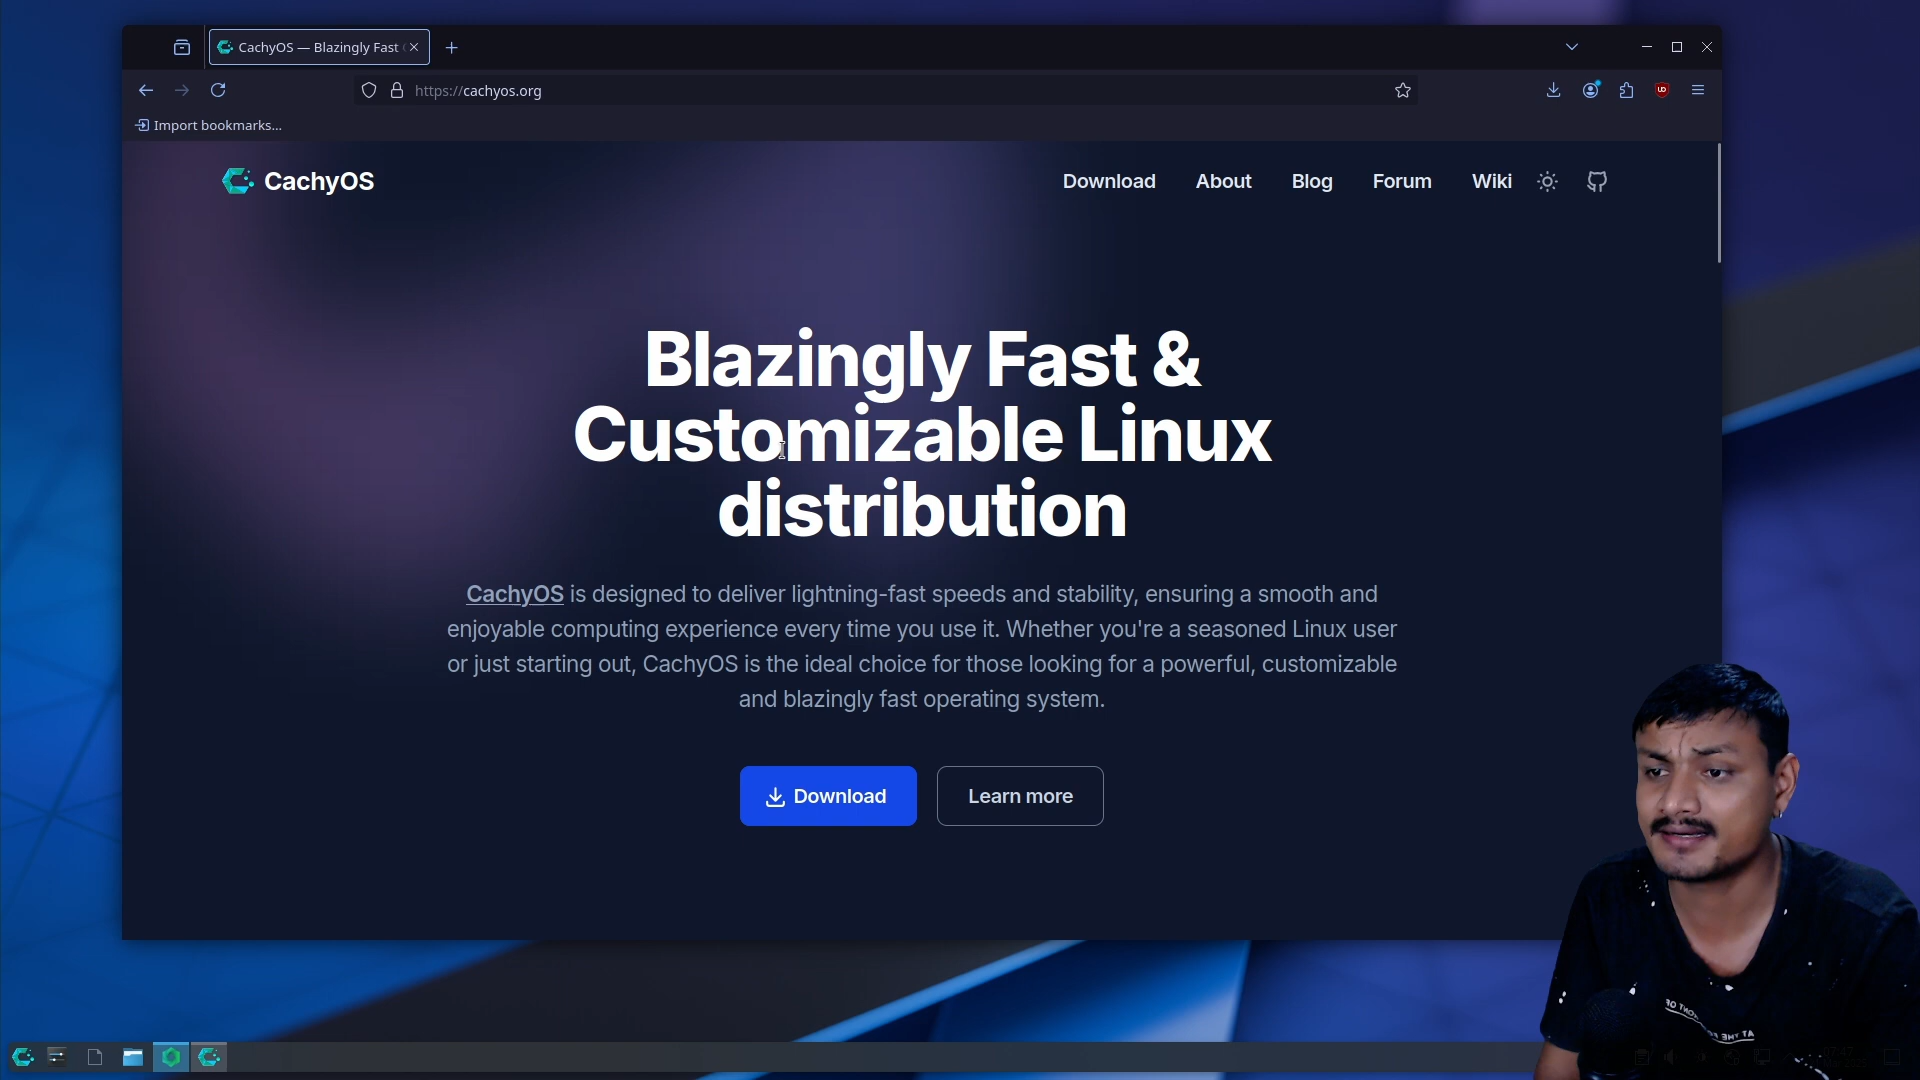 CachyOS — Blazingly Fast
https://cachyos.org
Import bookmarks...
CachyOS
Download
About
Blog
Forum
Wiki
Blazingly Fast &
Customizable Linux
distribution
CachyOS is designed to deliver lightning-fast speeds and stability, ensuring a smooth and
enjoyable computing experience every time you use it. Whether you're a seasoned Linux user
or just starting out, CachyOS is the ideal choice for those looking for a powerful, customizable
and blazingly fast operating system.
Download
Learn more